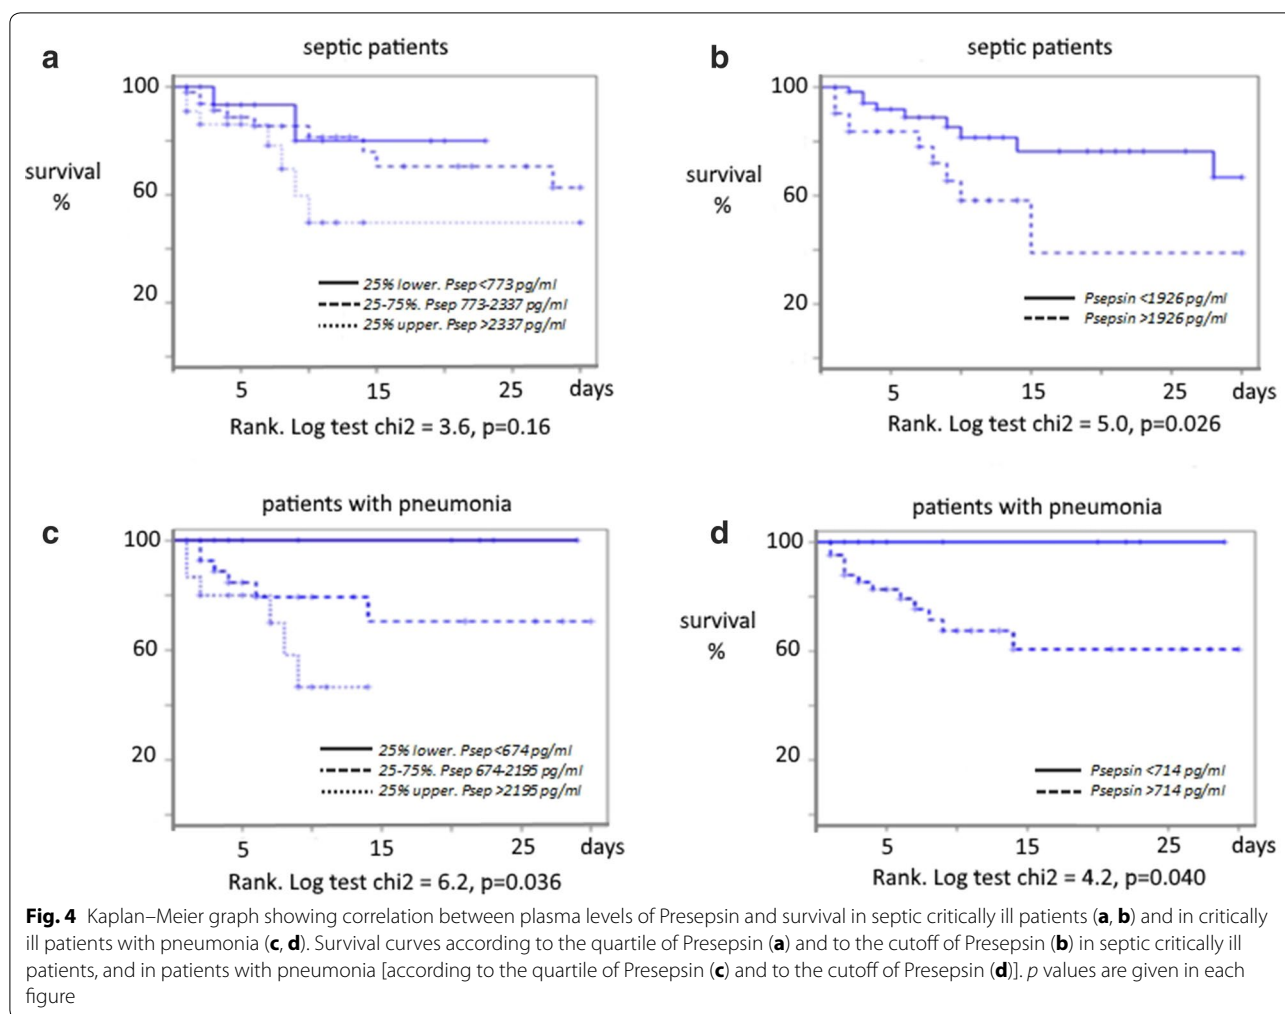 a
septic patients
100
survival
%
60
20
25% lower. Psep <773 pg/ml
25-75%. Psep 773-2337 pg/ml
25% upper. Psep >2337 pg/ml
5 15 25 days
Rank. Log test chi2 = 3.6, p=0.16
b
septic patients
100
survival
%
60
20
Psepsin <1926 pg/ml
Psepsin >1926 pg/ml
5 15 25 days
Rank. Log test chi2 = 5.0, p=0.026
c
patients with pneumonia
100
60
20
25% lower. Psep <674 pg/ml
25-75%. Psep 674-2195 pg/ml
25% upper. Psep >2195 pg/ml
5 15 25 days
Rank. Log test chi2 = 6.2, p=0.036
d
patients with pneumonia
100
survival
%
60
20
Psepsin <714 pg/ml
Psepsin >714 pg/ml
5 15 25 days
Rank. Log test chi2 = 4.2, p=0.040
Fig. 4 Kaplan–Meier graph showing correlation between plasma levels of Presepsin and survival in septic critically ill patients (a, b) and in critically
ill patients with pneumonia (c, d). Survival curves according to the quartile of Presepsin (a) and to the cutoff of Presepsin (b) in septic critically ill
patients, and in patients with pneumonia [according to the quartile of Presepsin (c) and to the cutoff of Presepsin (d)]. p values are given in each
figure